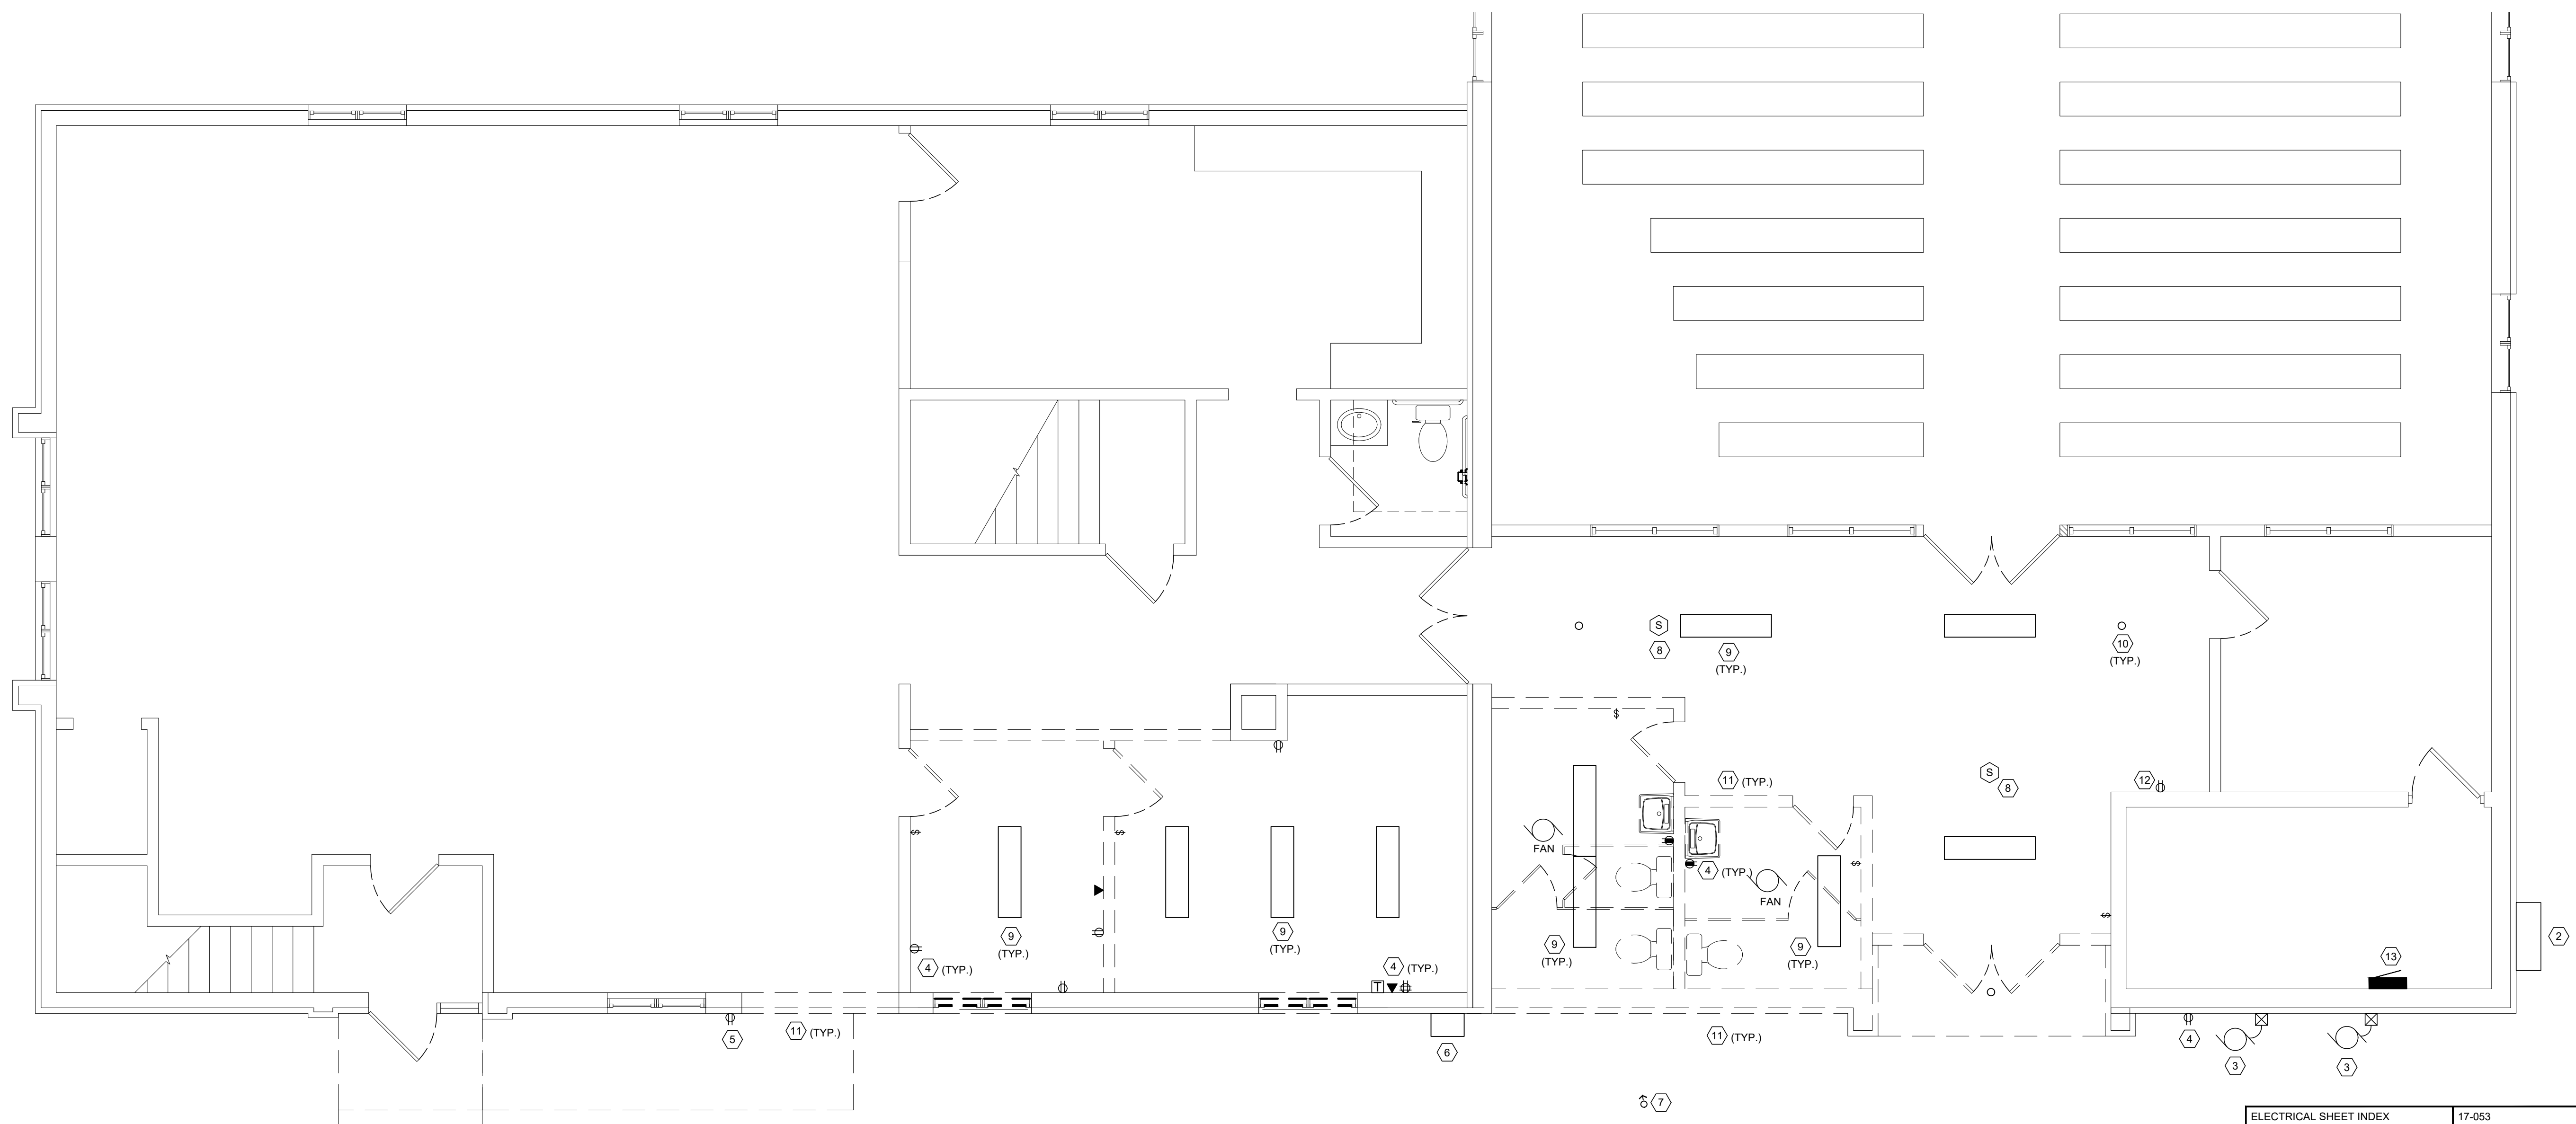 S
8
9
(TYP.)
10
(TYP.)
$
11 (TYP.)
S
8
12
$
$
FAN
4 (TYP.)
$
FAN
$
9
(TYP.)
9
(TYP.)
9
(TYP.)
9
(TYP.)
2
13
4 (TYP.)
4 (TYP.)
T
5
11 (TYP.)
6
11 (TYP.)
4
3
3
7
ELECTRICAL SHEET INDEX
17-053